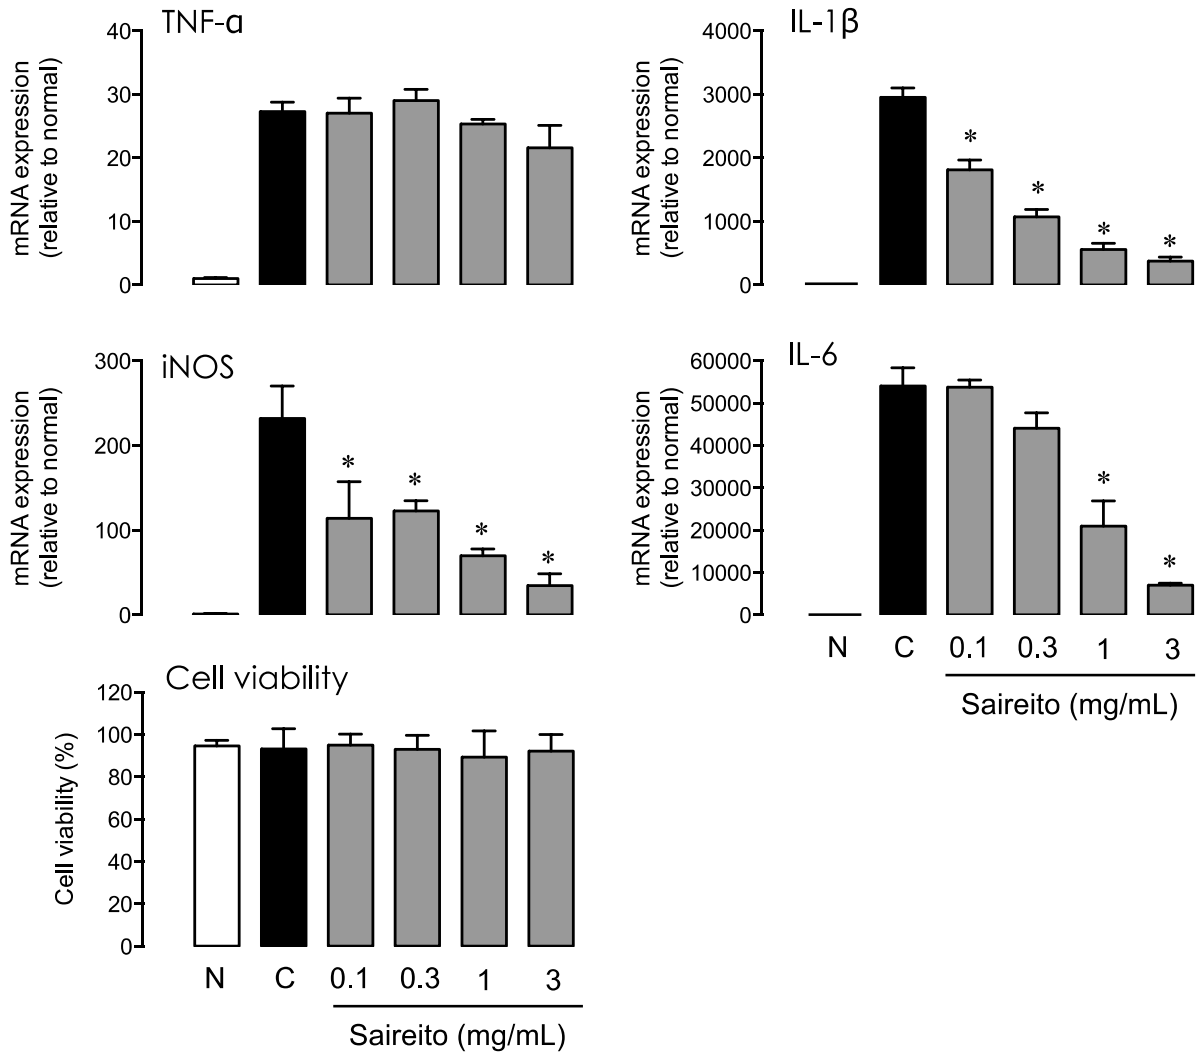 TNF-α
mRNA expression
(relative to normal)
40
30
20
10
0
IL-1β
mRNA expression
(relative to normal)
4000
3000
2000
1000
0
*
*
*
*
iNOS
mRNA expression
(relative to normal)
300
200
100
0
*
*
*
*
IL-6
mRNA expression
(relative to normal)
60000
50000
40000
30000
20000
10000
0
*
*
N C 0.1 0.3 1 3
Saireito (mg/mL)
Cell viability
Cell viability (%)
120
100
80
60
40
20
0
N C 0.1 0.3 1 3
Saireito (mg/mL)